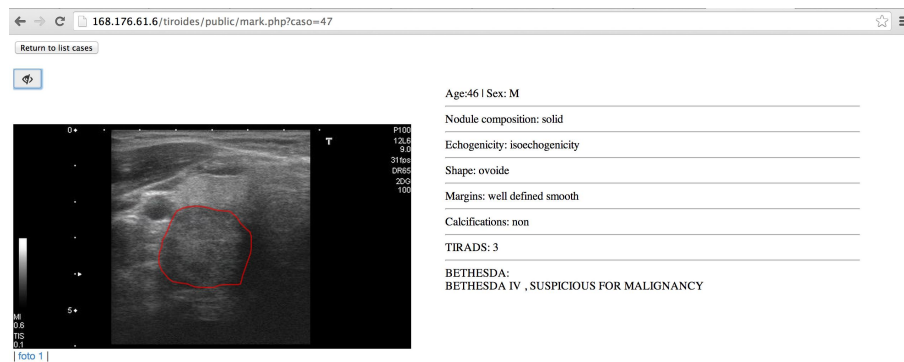 168.176.61.6/tiroides/public/mark.php?caso=47
Return to list cases
Age:46 | Sex: M
Nodule composition: solid
Echogenicity: isoechogenicity
Shape: ovoide
Margins: well defined smooth
Calcifications: non
TIRADS: 3
BETHESDA:
BETHESDA IV , SUSPICIOUS FOR MALIGNANCY
0
T
P100
12L6
9.0
31fps
DR65
2DG
100
5
MI
0.6
TIS
0.1
| foto 1 |